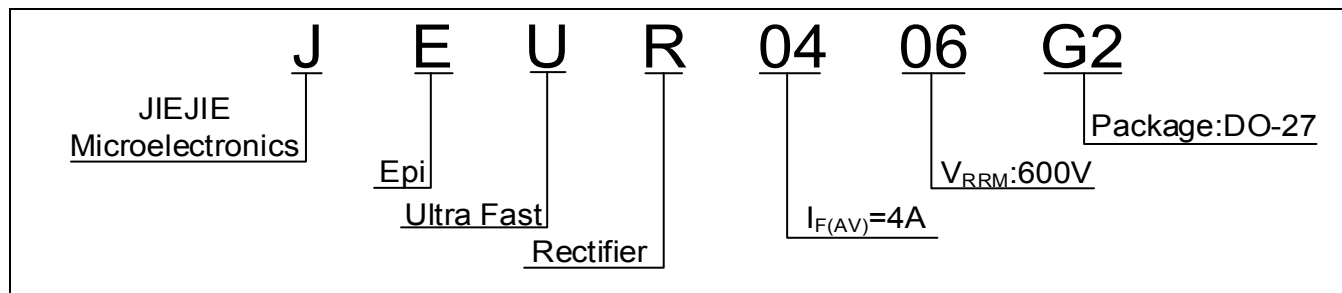 J E U R 04 06 G2
JIEJIE
Microelectronics
Package:DO-27
Epi
VRRM:600V
Ultra Fast
IF(AV)=4A
Rectifier